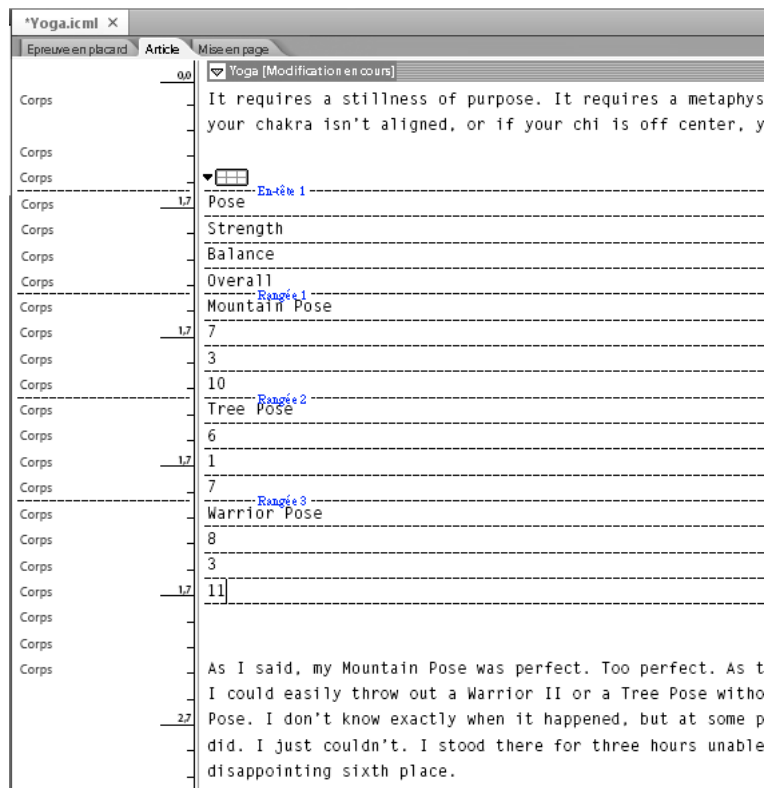 *Yoga.icml ×
Epreuve en placard Article Mise en page
0,0 Yoga [Modification en cours]
Corps It requires a stillness of purpose. It requires a metaphys
your chakra isn't aligned, or if your chi is off center, y
Corps
Corps
En-tête 1
Corps 1,7 Pose
Corps Strength
Corps Balance
Corps Overall
Rangée 1
Corps Mountain Pose
Corps 1,7 7
Corps 3
Corps 10
Rangée 2
Corps Tree Pose
Corps 6
Corps 1,7 1
Corps 7
Rangée 3
Corps Warrior Pose
Corps 8
Corps 3
Corps 1,7 11
Corps
Corps
Corps As I said, my Mountain Pose was perfect. Too perfect. As t
I could easily throw out a Warrior II or a Tree Pose witho
2,7 Pose. I don't know exactly when it happened, but at some p
did. I just couldn't. I stood there for three hours unable
disappointing sixth place.